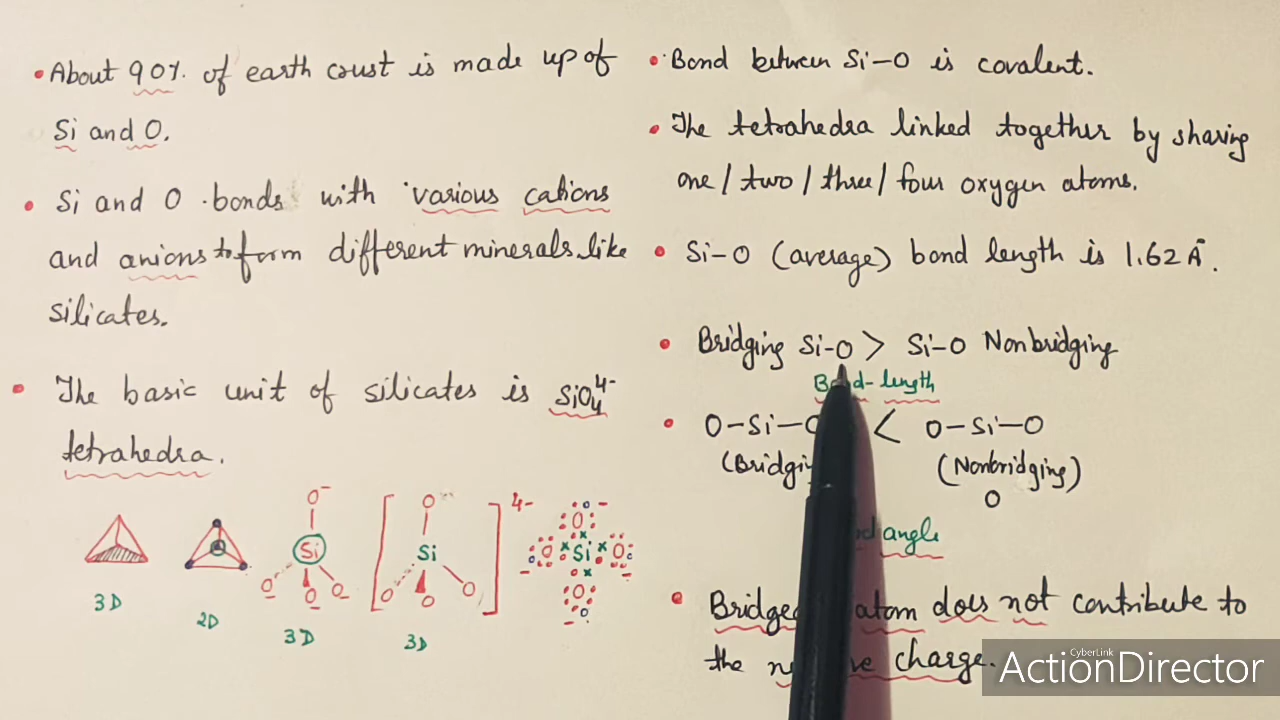 • About 90% of earth crust is made up of
Si and O.
• Si and O bonds with various cations
and anions to form different minerals like
silicates.
• The basic unit of silicates is SiO₄⁴⁻
tetrahedra.
O⁻
Si
O⁻ O⁻ O⁻
O
Si
O O O
4-
O
O Si O
O
3D
2D
3D
3D
• Bond between Si-O is covalent.
• The tetrahedra linked together by sharing
one/two/three/four oxygen atoms.
• Si-O (average) bond length is 1.62 Å.
• Bridging Si-O > Si-O Nonbridging
length
• O-Si-O < O-Si-O
(Nonbridging)
O
angle
• atom does not contribute to
the charge.
CyberLink
ActionDirector